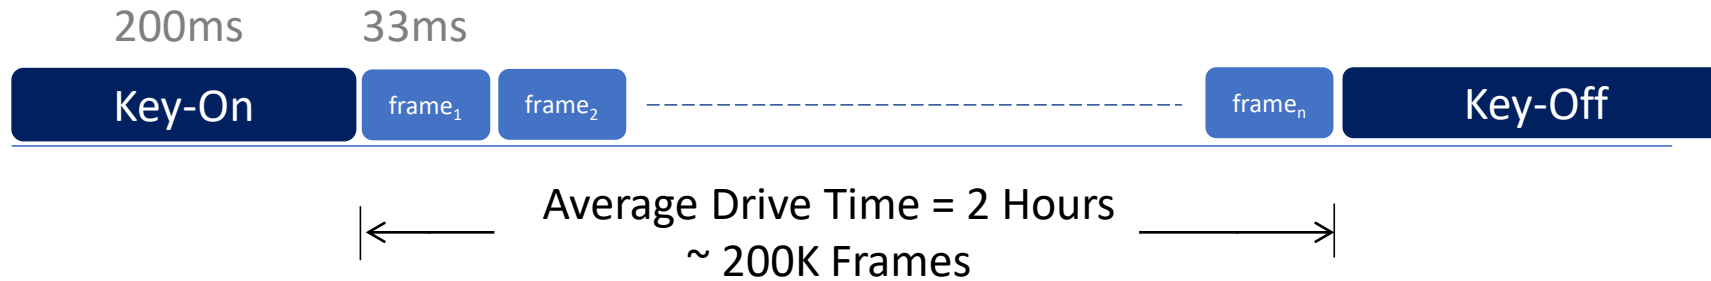 200ms 33ms
Key-On frame₁ frame₂ frameₙ Key-Off
Average Drive Time = 2 Hours
~ 200K Frames